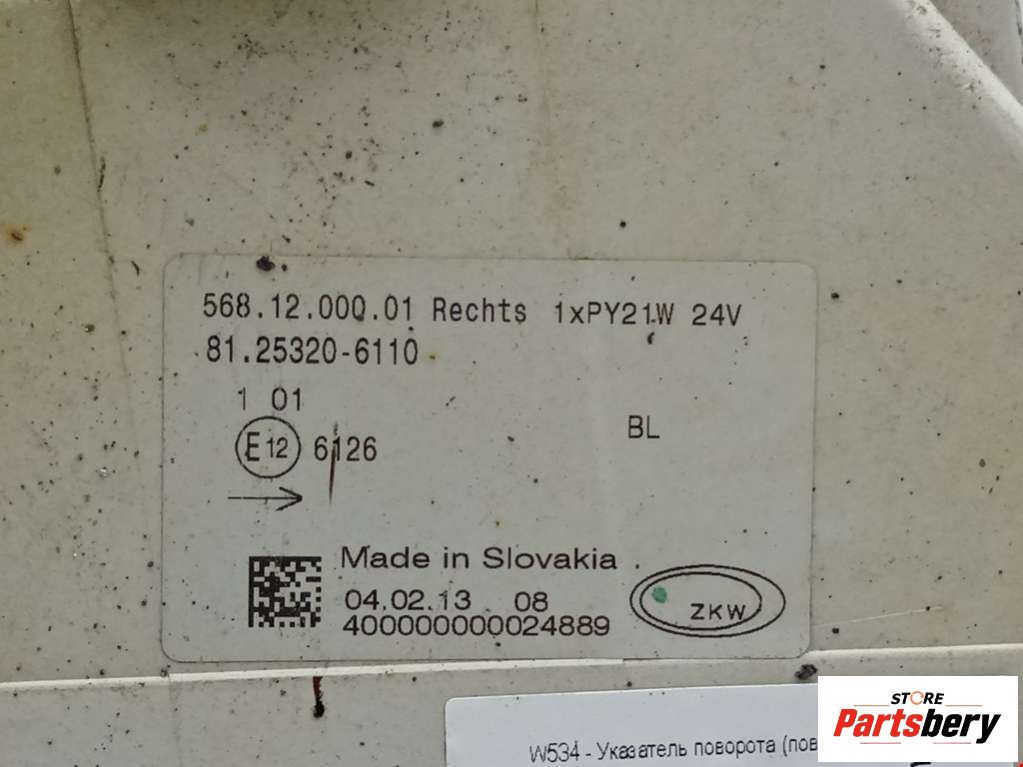 568.12.000.01 Rechts 1xPY21W 24V
81.25320-6110
1 01
E12 6126
BL
Made in Slovakia
04.02.13 08
400000000024889
ZKW
W534 - Указатель поворота (пов
STORE
Partsbery